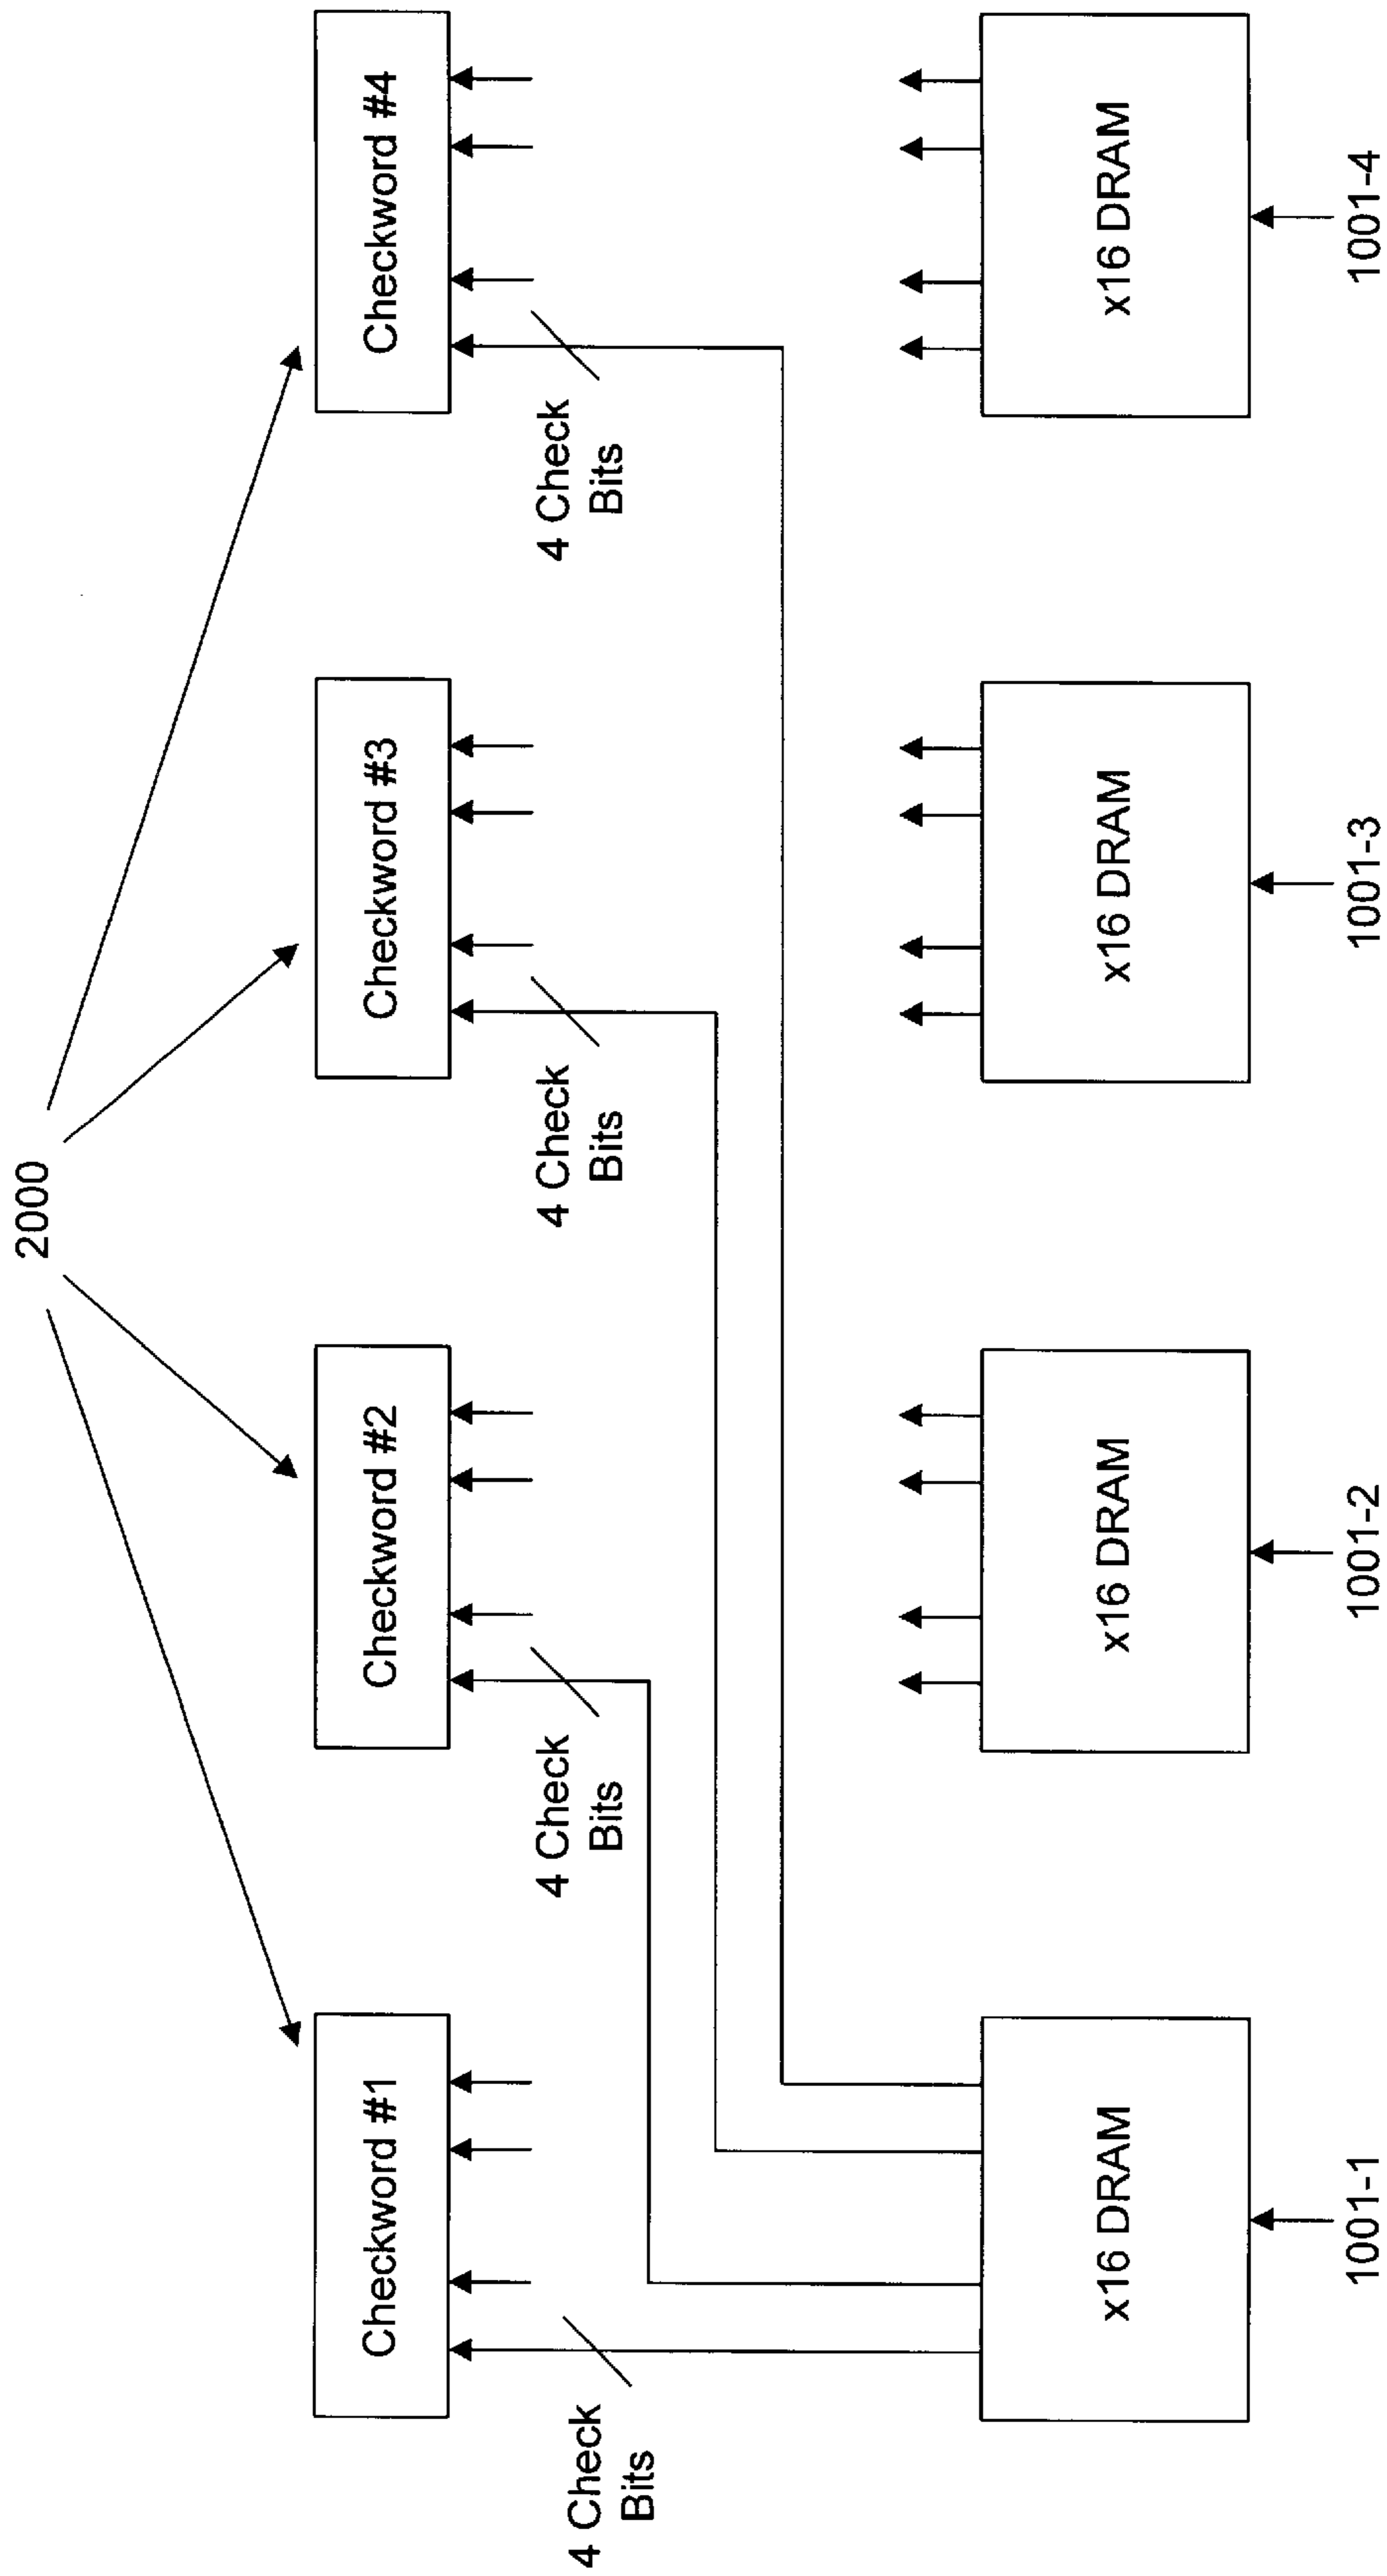 2000
Checkword #1
Checkword #2
Checkword #3
Checkword #4
4 Check
Bits
4 Check
Bits
4 Check
Bits
4 Check
Bits
x16 DRAM
x16 DRAM
x16 DRAM
x16 DRAM
1001-1
1001-2
1001-3
1001-4